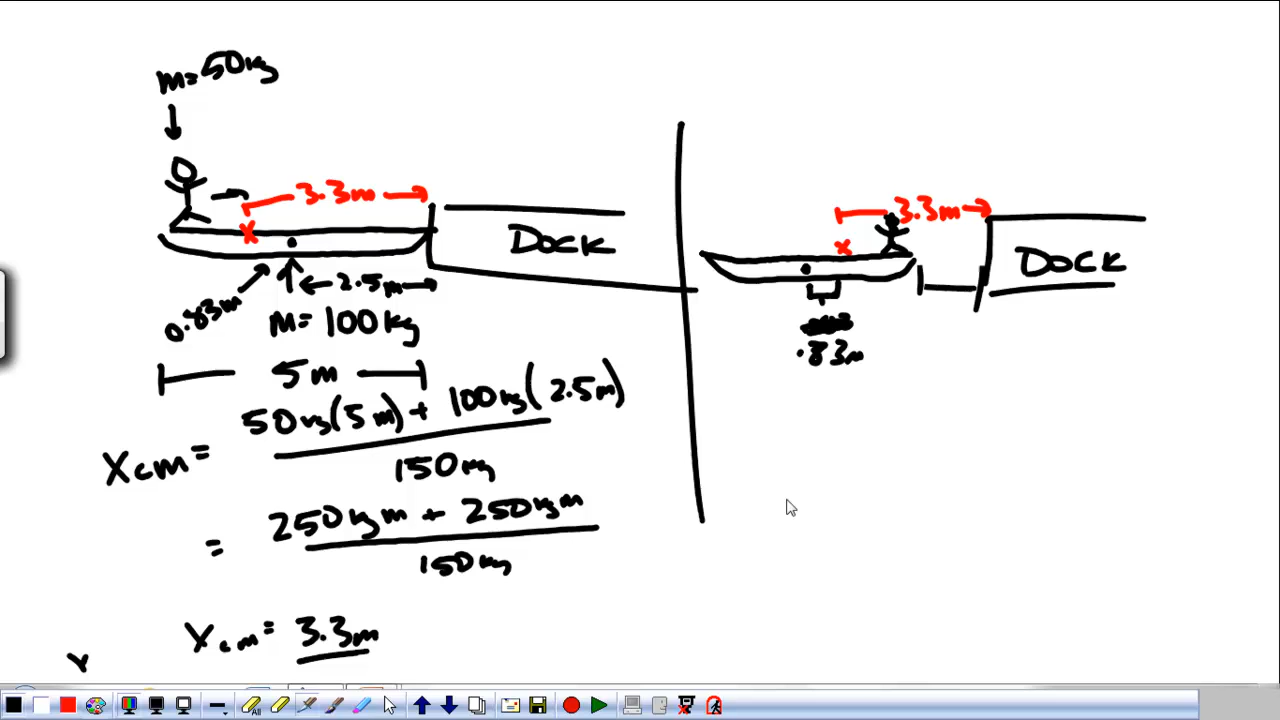 m=50kg
3.3m
DOCK
0.83m
2.5m
M= 100kg
5m
Xcm = 50kg(5m) + 100kg(2.5m)
150kg
= 250kgm + 250kgm
150kg
Xcm = 3.3m
x
3.3m
x
DOCK
.83m
x
All